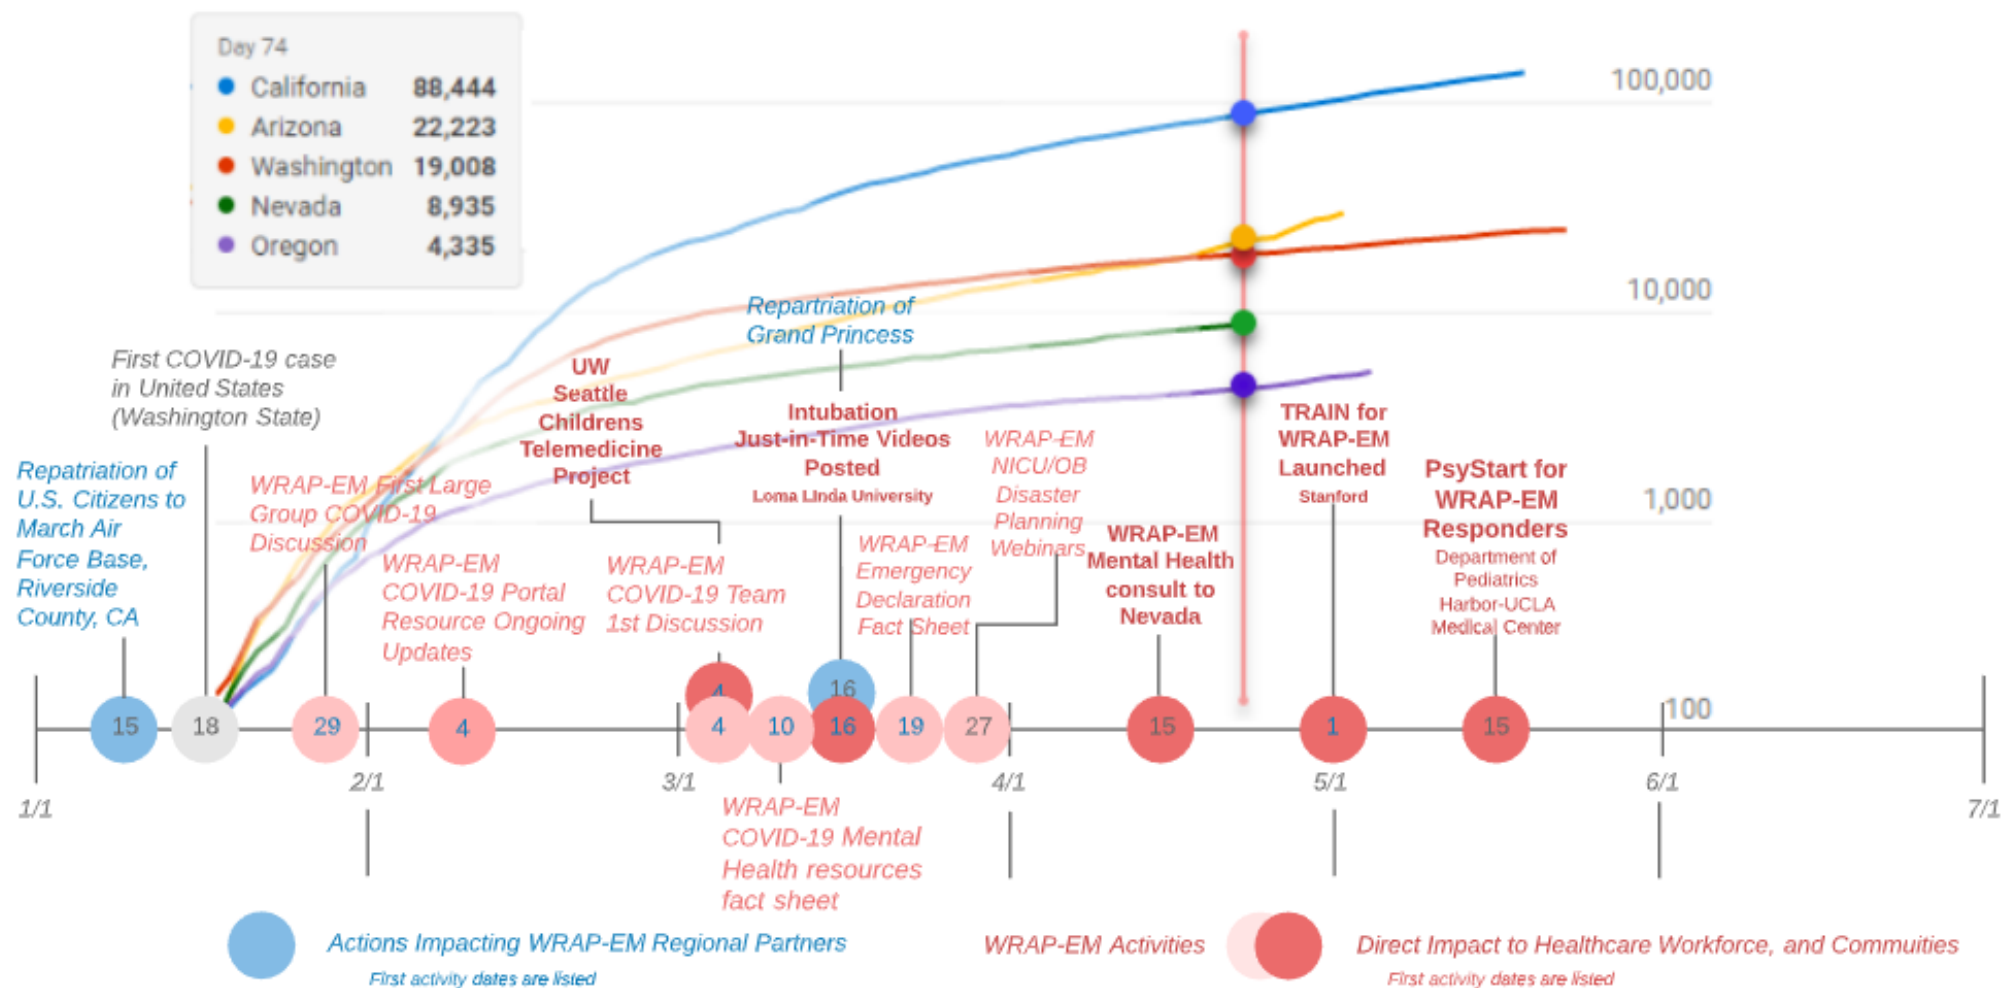 Day 74
California 88,444
Arizona 22,223
Washington 19,008
Nevada 8,935
Oregon 4,335
100,000
10,000
1,000
100
First COVID-19 case
in United States
(Washington State)
Repatriation of
U.S. Citizens to
March Air
Force Base,
Riverside
County, CA
WRAP-EM First Large
Group COVID-19
Discussion
WRAP-EM
COVID-19 Portal
Resource Ongoing
Updates
UW
Seattle
Childrens
Telemedicine
Project
WRAP-EM
COVID-19 Team
1st Discussion
Repartriation of
Grand Princess
Intubation
Just-in-Time Videos
Posted
Loma LInda University
WRAP-EM
Emergency
Declaration
Fact Sheet
WRAP-EM
NICU/OB
Disaster
Planning
Webinars
WRAP-EM
Mental Health
consult to
Nevada
TRAIN for
WRAP-EM
Launched
Stanford
PsyStart for
WRAP-EM
Responders
Department of
Pediatrics
Harbor-UCLA
Medical Center
4
16
15
18
29
4
4
10
16
19
27
15
1
15
1/1
2/1
3/1
4/1
5/1
6/1
7/1
WRAP-EM
COVID-19 Mental
Health resources
fact sheet
Actions Impacting WRAP-EM Regional Partners
First activity dates are listed
WRAP-EM Activities
Direct Impact to Healthcare Workforce, and Commuities
First activity dates are listed